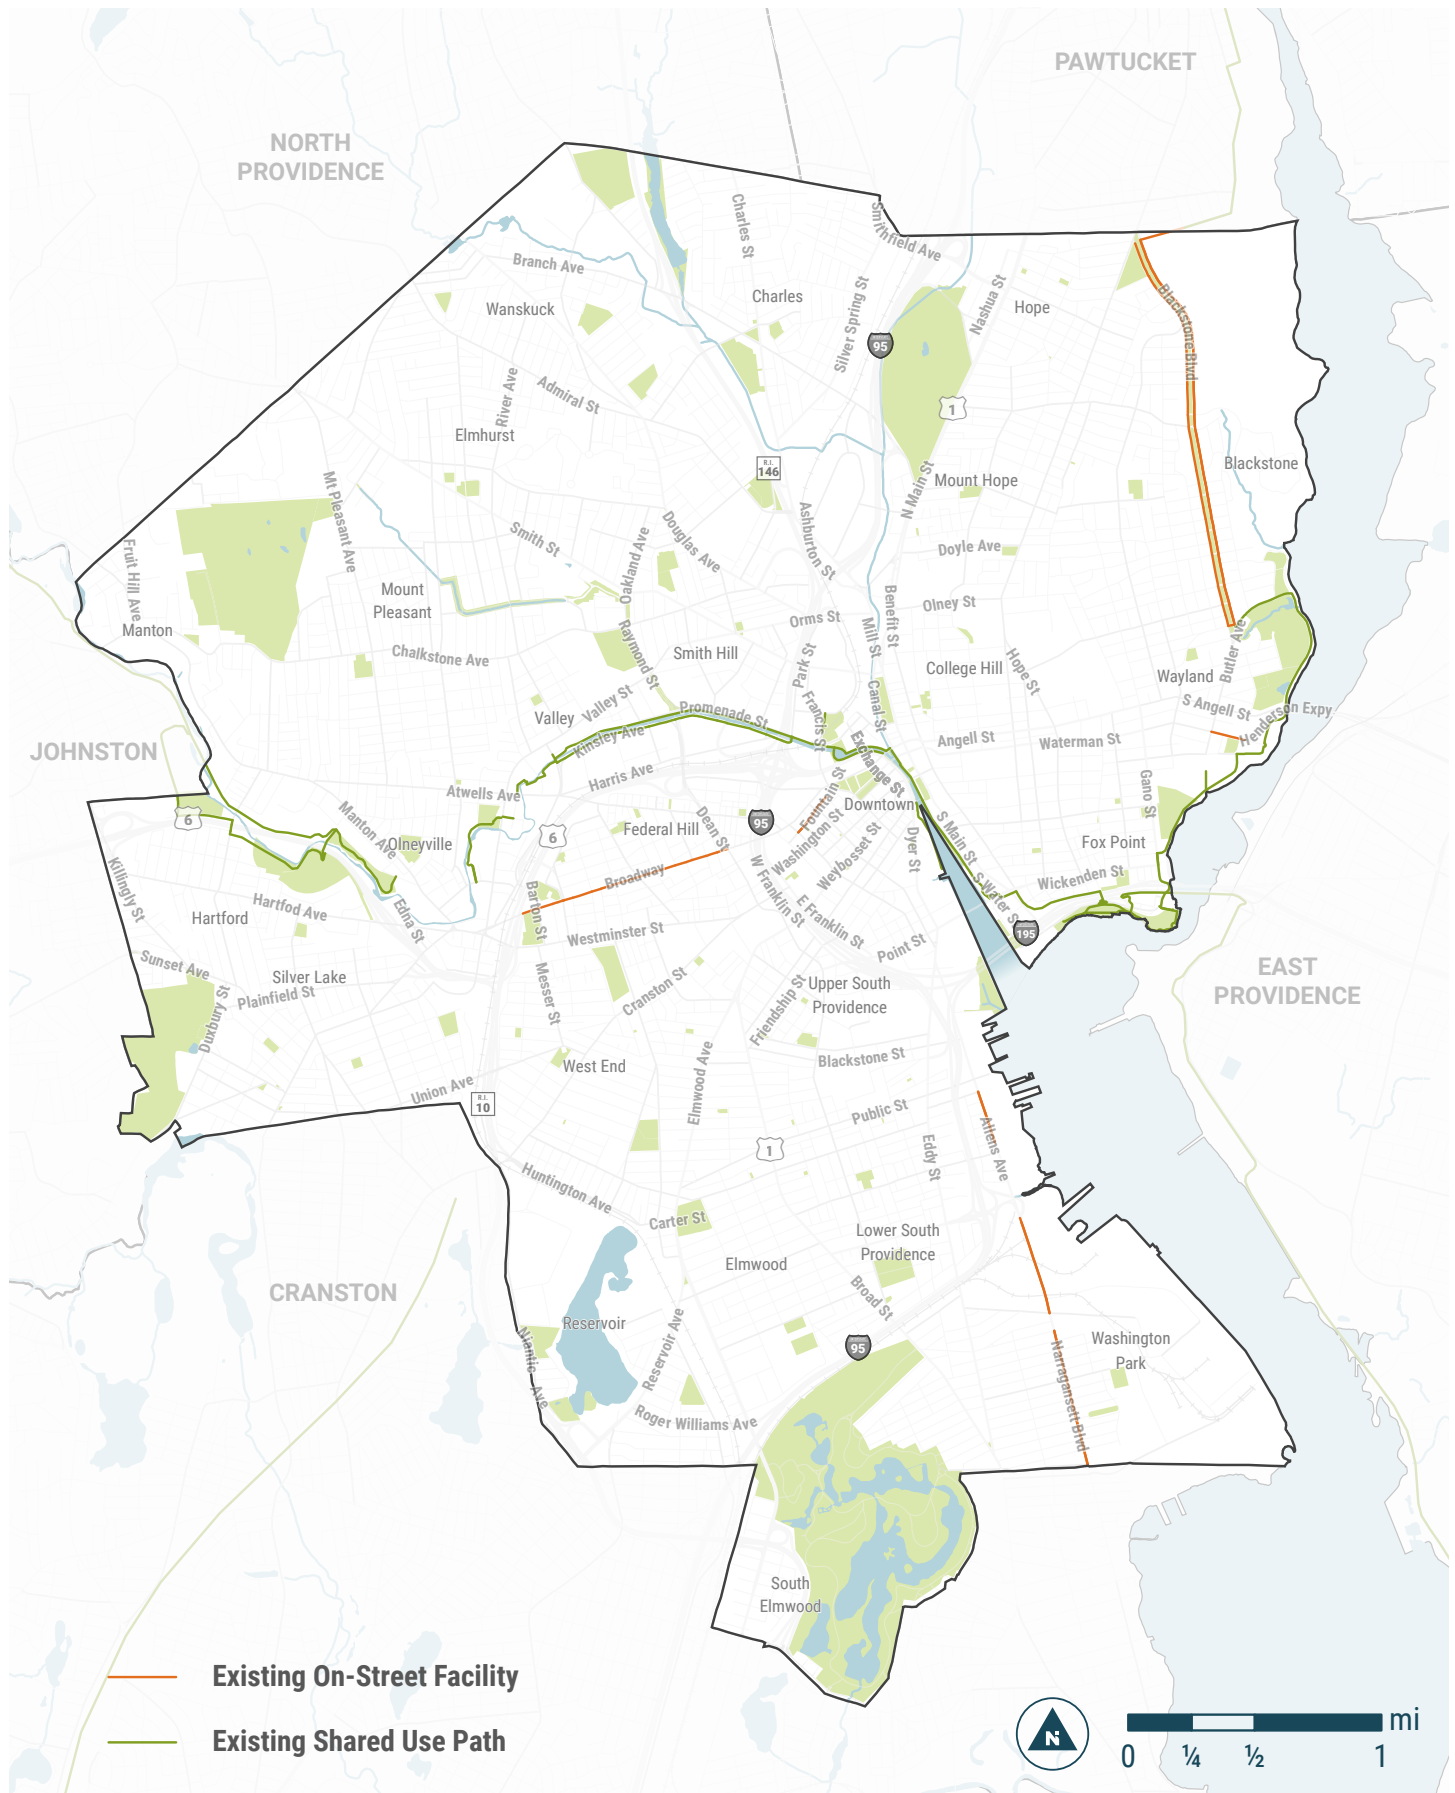 PAWTUCKET
NORTH
PROVIDENCE
Smithfield Ave
Charles St
Branch Ave
Wanskuck
Charles
Silver Spring St
Nashua St
Hope
Blackstone Blvd
95
1
River Ave
Admiral St
Elmhurst
Blackstone
R.I.
146
Mount Hope
N Main St
Mt Pleasant Ave
Smith St
Douglas Ave
Ashburton St
Oakland Ave
Doyle Ave
Fruit Hill Ave
Mount
Pleasant
Benefit St
Olney St
Orms St
Mill St
Manton
Chalkstone Ave
Raymond St
Smith Hill
Park St
College Hill
Hope St
Wayland
Butler Ave
Valley St
Valley
Promenade St
Francis St
Canal St
S Angell St
Henderson Expy
JOHNSTON
Kinsley Ave
Exchange St
Angell St
Waterman St
Harris Ave
Atwells Ave
Gano St
Fountain St
Downtown
6
Manton Ave
Olneyville
6
Federal Hill
Dean St
95
Washington St
Weybosset St
Dyer St
S Main St
Fox Point
Killingly St
Broadway
W Franklin St
Wickenden St
S Water St
Hartford
Hartfod Ave
Edna St
Barton St
Westminster St
E Franklin St
Point St
195
Sunset Ave
Silver Lake
Plainfield St
Duxbury St
Messer St
Cranston St
Friendship St
Upper South
Providence
EAST
PROVIDENCE
West End
Elmwood Ave
Blackstone St
Union Ave
R.I.
10
Public St
Allens Ave
1
Eddy St
Huntington Ave
Carter St
Lower South
Providence
Elmwood
CRANSTON
Broad St
Reservoir
Reservoir Ave
Niantic Ave
95
Washington
Park
Narragansett Blvd
Roger Williams Ave
South
Elmwood
Existing On-Street Facility
Existing Shared Use Path
N
mi
0 ¼ ½ 1